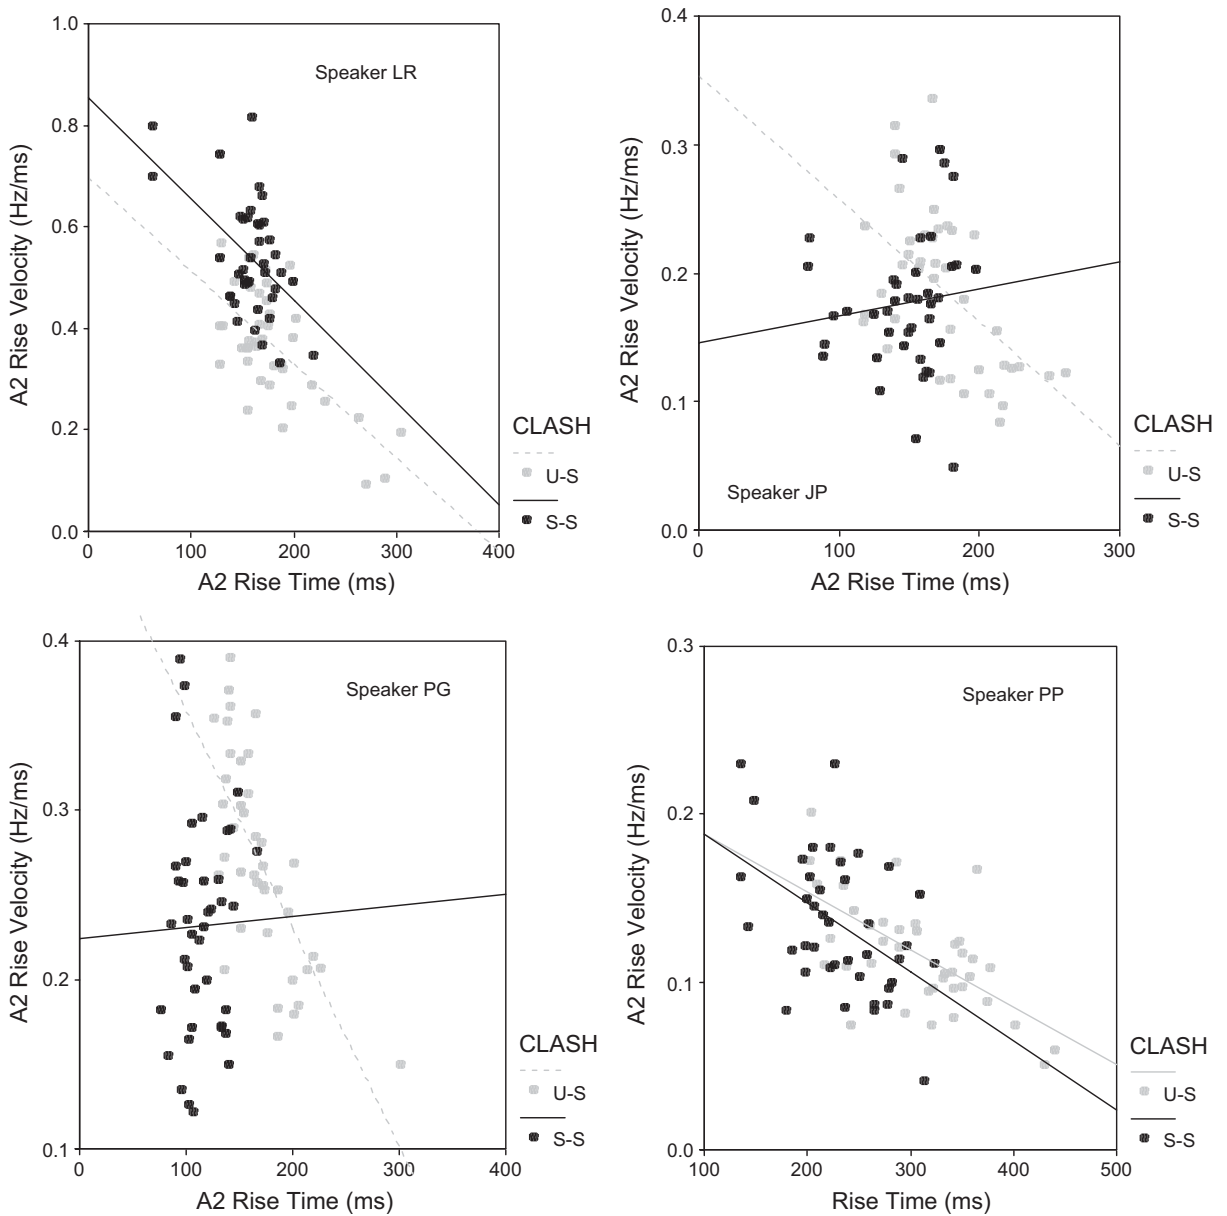 1.0
0.8
0.6
0.4
0.2
0.0
A2 Rise Velocity (Hz/ms)
Speaker LR
0 100 200 300 400
A2 Rise Time (ms)
CLASH
U-S
S-S
0.4
0.3
0.2
0.1
0.0
A2 Rise Velocity (Hz/ms)
Speaker JP
0 100 200 300
A2 Rise Time (ms)
CLASH
U-S
S-S
0.4
0.3
0.2
0.1
A2 Rise Velocity (Hz/ms)
Speaker PG
0 100 200 300 400
A2 Rise Time (ms)
CLASH
U-S
S-S
0.3
0.2
0.1
0.0
A2 Rise Velocity (Hz/ms)
Speaker PP
100 200 300 400 500
Rise Time (ms)
CLASH
U-S
S-S